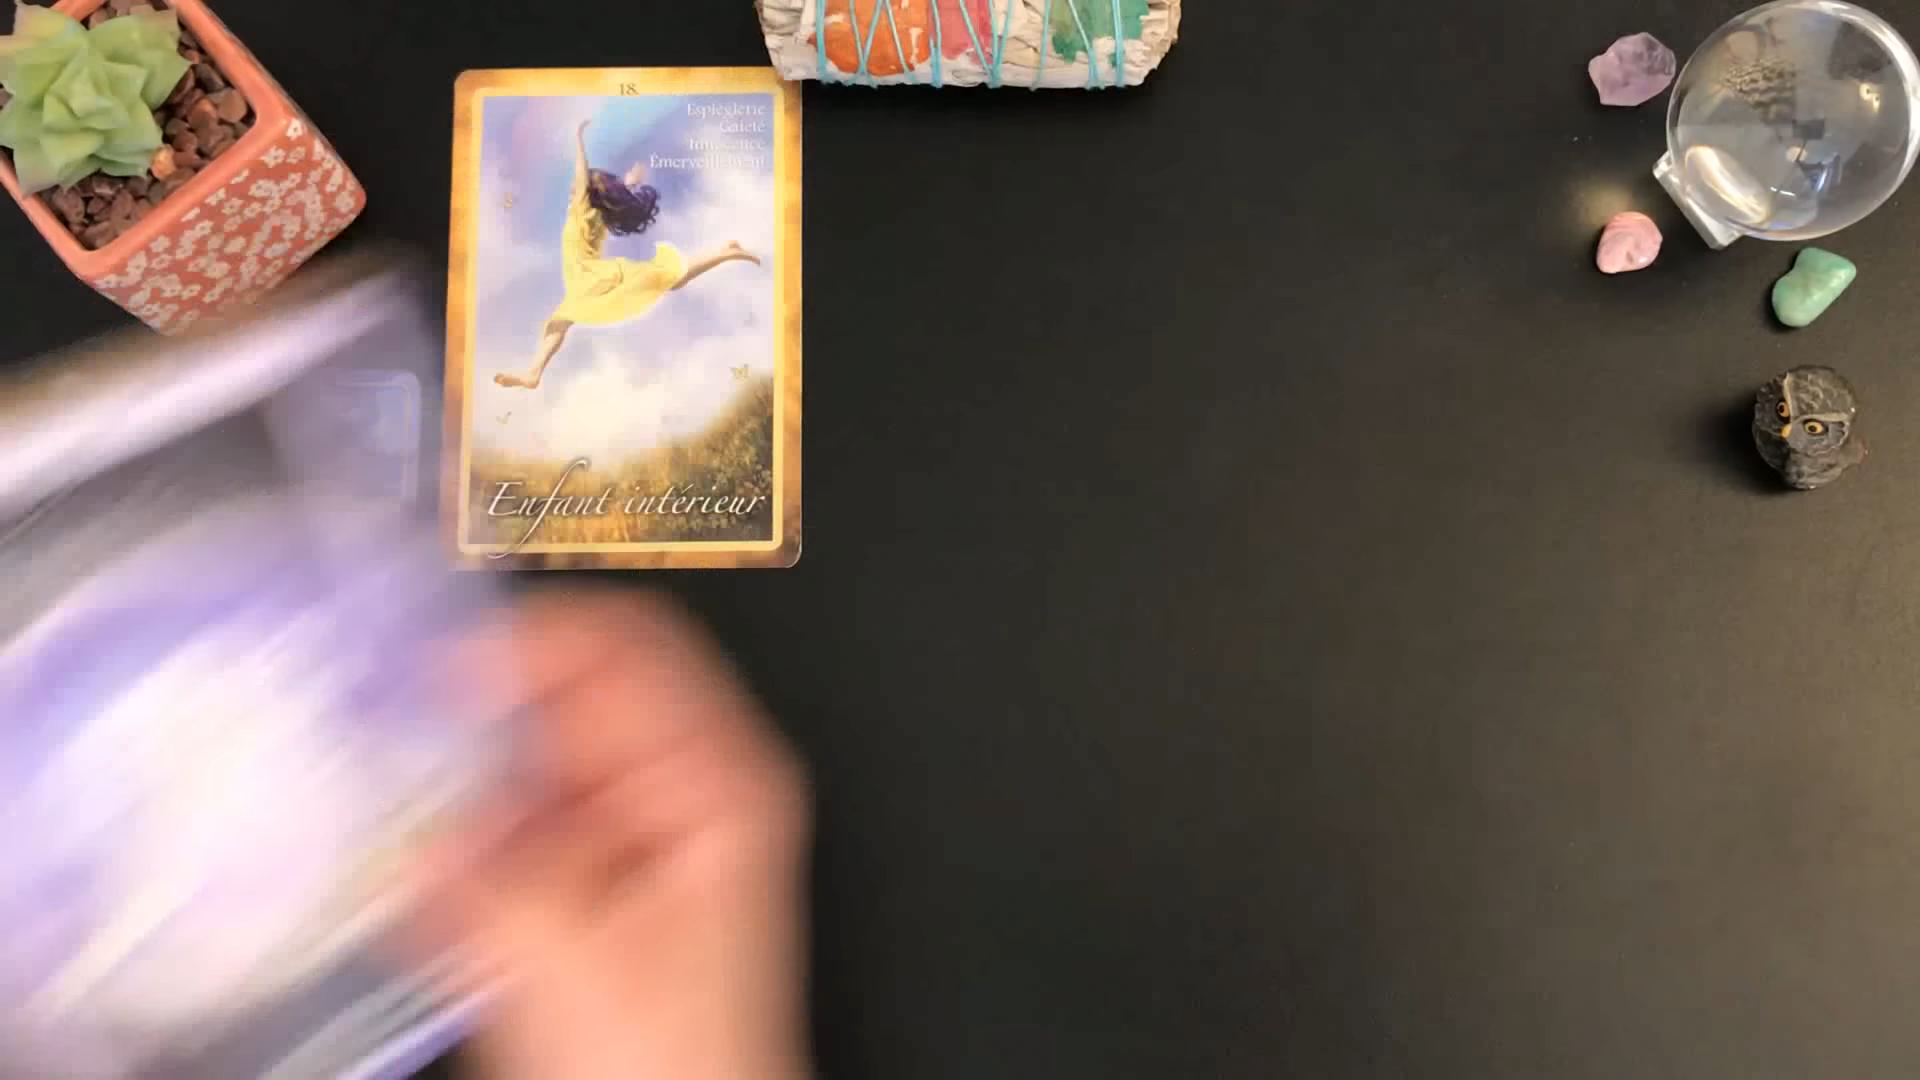 18.
Espièglerie
Gaieté
Innocence
Émerveillement
Enfant intérieur